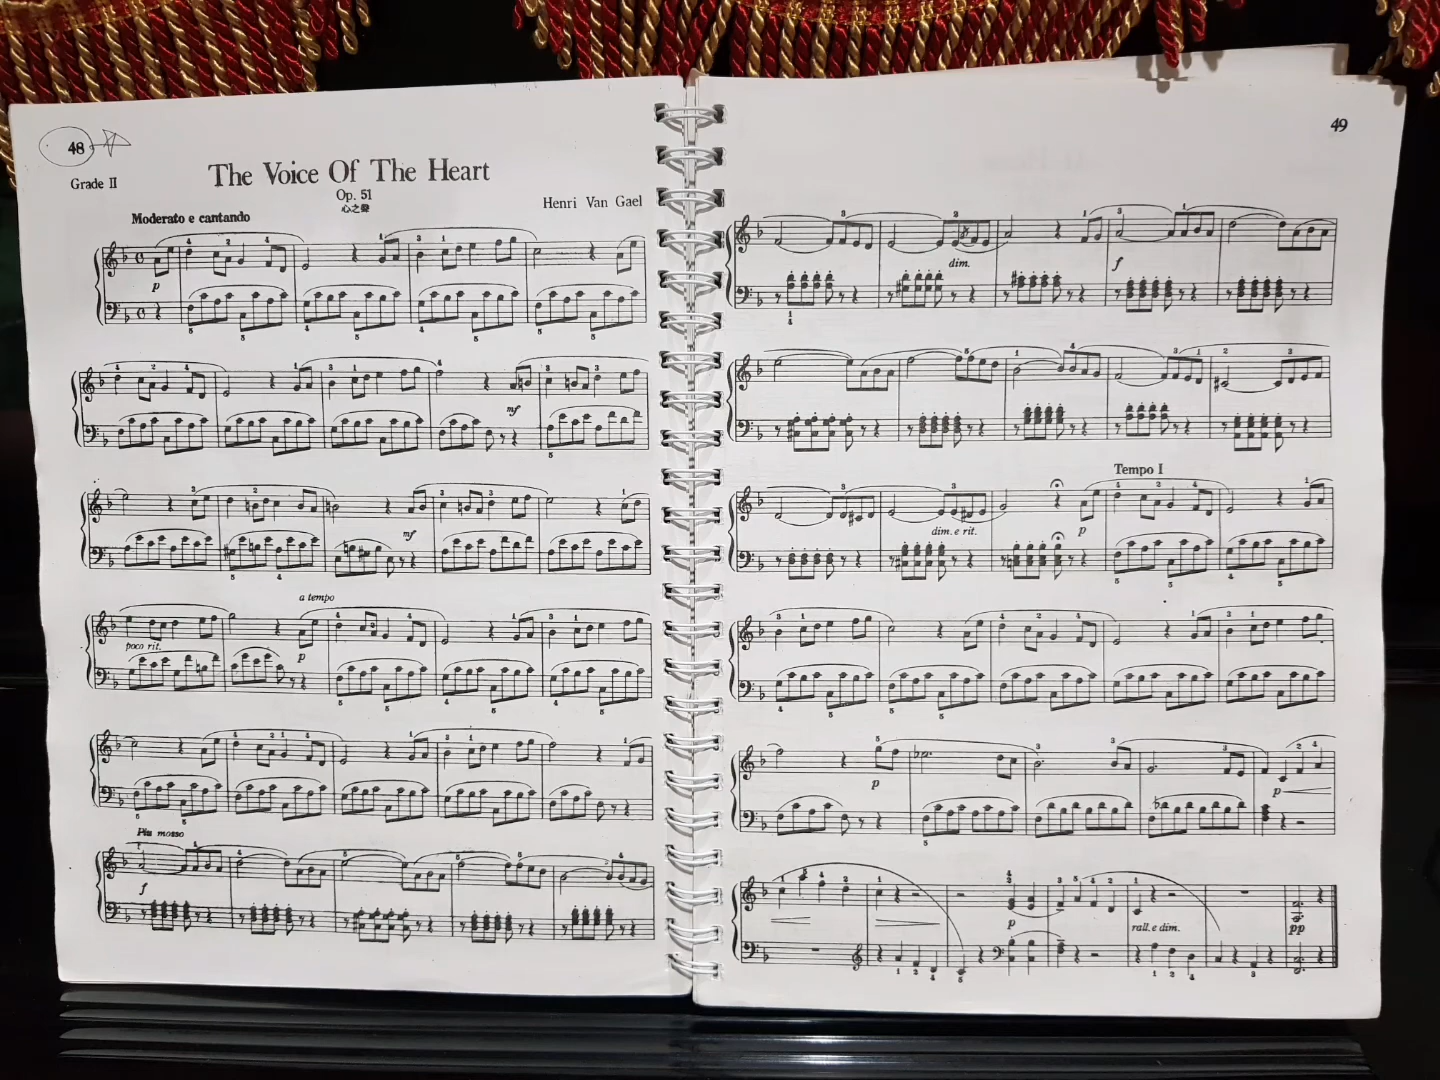 48
Grade II
The Voice Of The Heart
Op. 51
心之聲
Henri Van Gael
Moderato e cantando
p
mf
mf
a tempo
poco rit.
p
Piu mosso
f
49
dim.
f
Tempo I
dim. e rit.
p
p
p
p
rall. e dim.
pp